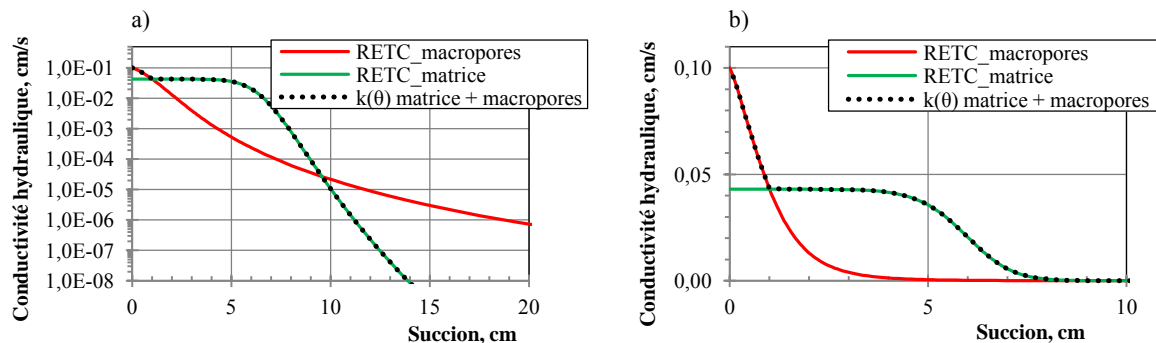 a)
RETC_macropores
RETC_matrice
k(θ) matrice + macropores
Conductivité hydraulique, cm/s
1,0E-01
1,0E-02
1,0E-03
1,0E-04
1,0E-05
1,0E-06
1,0E-07
1,0E-08
0 5 10 15 20
Succion, cm
b)
RETC_macropores
RETC_matrice
k(θ) matrice + macropores
Conductivité hydraulique, cm/s
0,10
0,05
0,00
0 5 10
Succion, cm